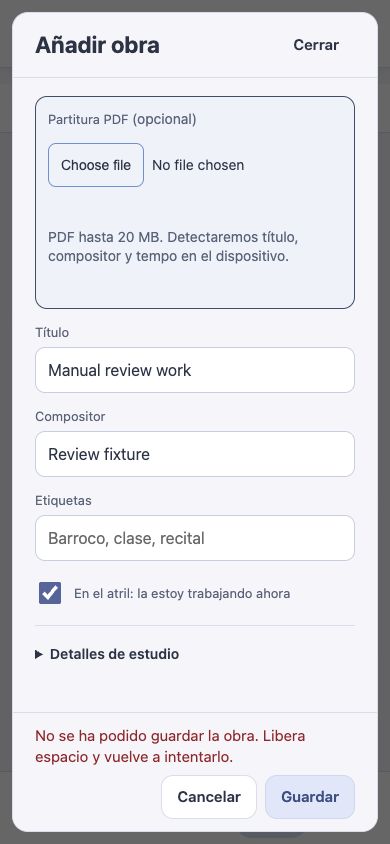 Añadir obra
Cerrar
Partitura PDF (opcional)
Choose file
No file chosen
PDF hasta 20 MB. Detectaremos título,
compositor y tempo en el dispositivo.
Título
Manual review work
Compositor
Review fixture
Etiquetas
Barroco, clase, recital
En el atril: la estoy trabajando ahora
Detalles de estudio
No se ha podido guardar la obra. Libera
espacio y vuelve a intentarlo.
Cancelar
Guardar